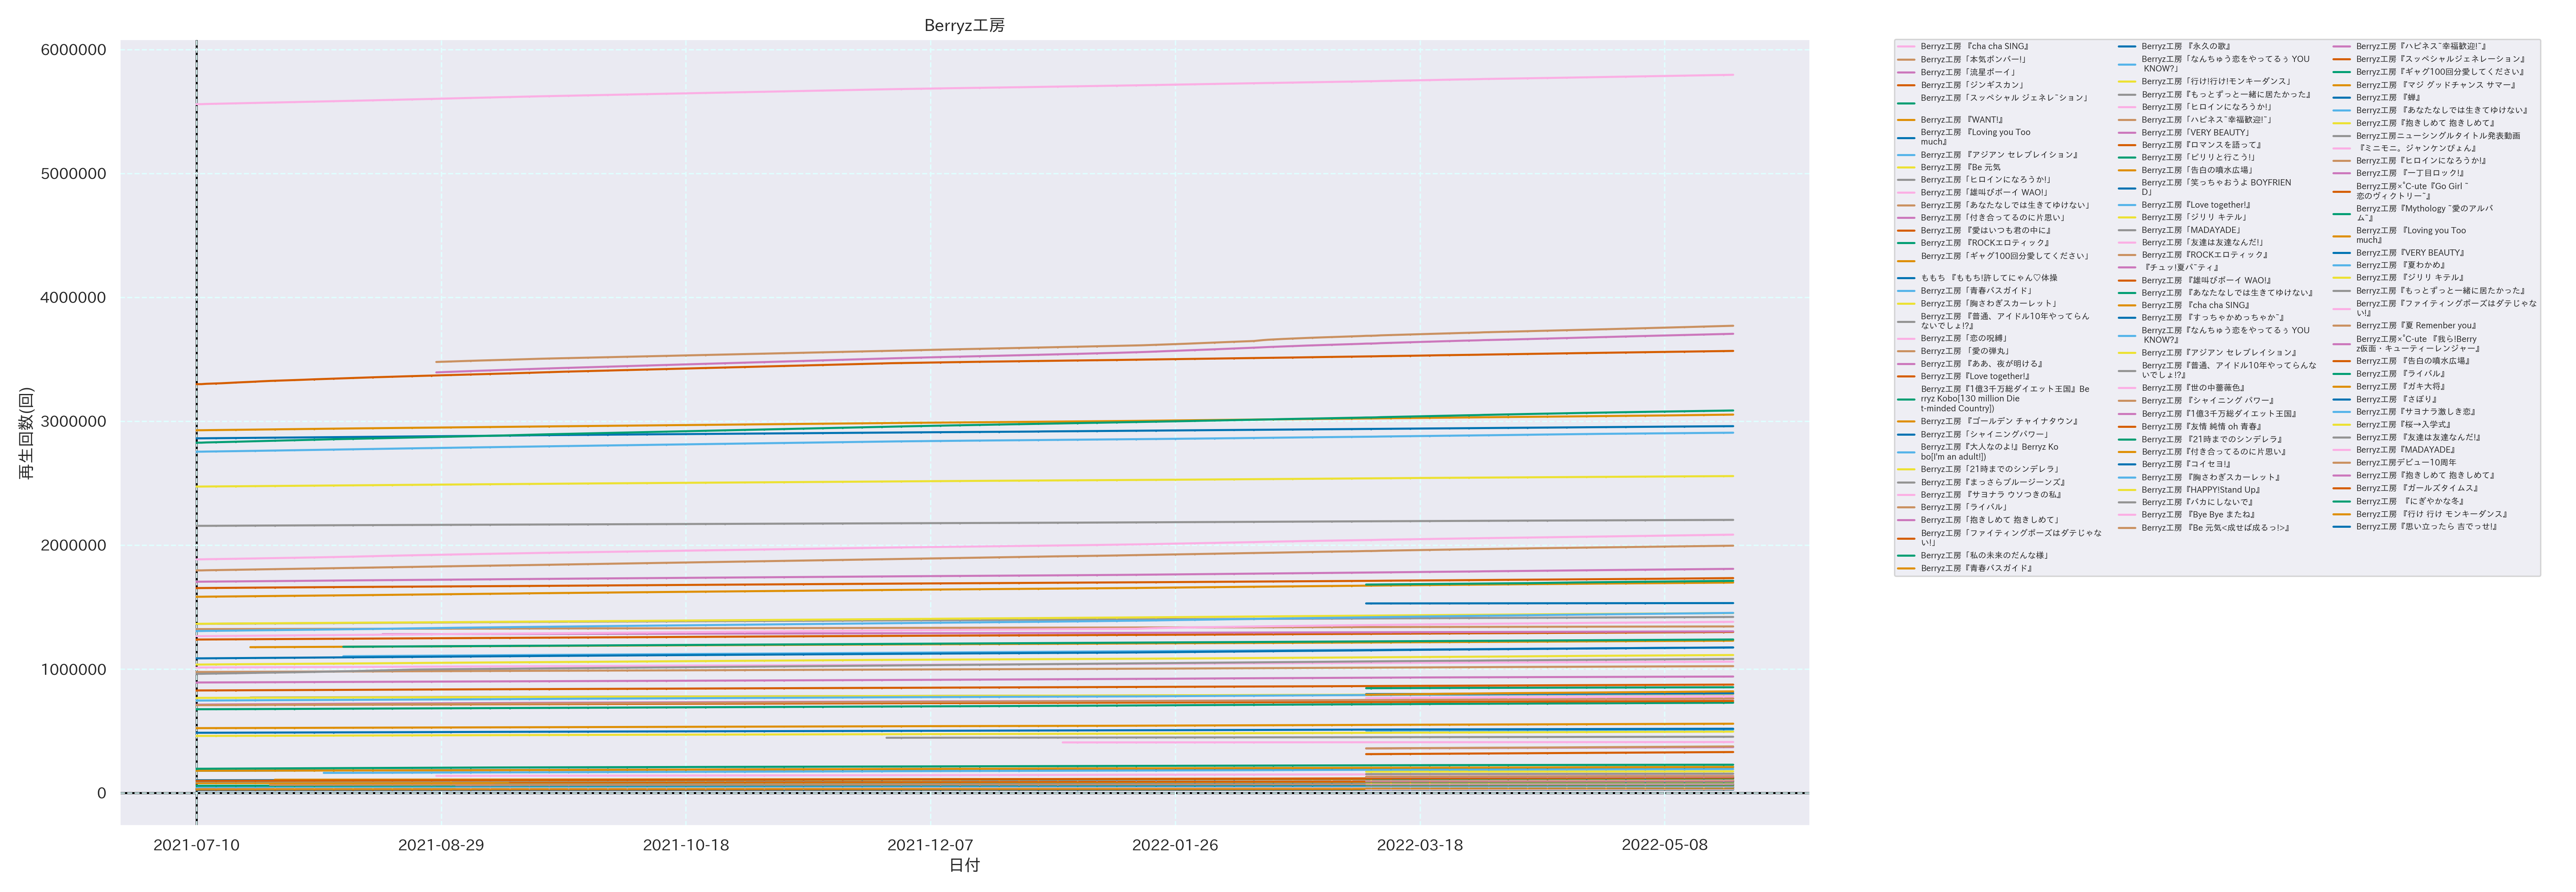 Berryz工房
6000000
5000000
4000000
3000000
2000000
1000000
0
再生回数(回)
2021-07-10
2021-08-29
2021-10-18
2021-12-07
2022-01-26
2022-03-18
2022-05-08
日付
Berryz工房 『cha cha SING』
Berryz工房「本気ボンバー!」
Berryz工房「流星ボーイ」
Berryz工房「ジンギスカン」
Berryz工房「スッペシャル ジェネレ~ション」
Berryz工房 『WANT!』
Berryz工房 『Loving you Too
much』
Berryz工房 『アジアン セレブレイション』
Berryz工房 『Be 元気
Berryz工房「ヒロインになろうか!」
Berryz工房「雄叫びボーイ WAO!」
Berryz工房「あなたなしでは生きてゆけない」
Berryz工房「付き合ってるのに片思い」
Berryz工房 『愛はいつも君の中に』
Berryz工房 『ROCKエロティック』
Berryz工房「ギャグ100回分愛してください」
ももち 『ももち!許してにゃん♡体操
Berryz工房「青春バスガイド」
Berryz工房「胸さわぎスカーレット」
Berryz工房 『普通、アイドル10年やってらん
ないでしょ!?』
Berryz工房「恋の呪縛」
Berryz工房 「愛の弾丸」
Berryz工房 『ああ、夜が明ける』
Berryz工房『Love together!』
Berryz工房 『1億3千万総ダイエット王国』Be
rryz Kobo[130 million Die
t-minded Country])
Berryz工房 『ゴールデン チャイナタウン』
Berryz工房「シャイニングパワー」
Berryz工房『大人なのよ!』Berryz Ko
bo[I'm an adult!])
Berryz工房「21時までのシンデレラ」
Berryz工房『まっさらブルージーンズ』
Berryz工房 『サヨナラ ウソつきの私』
Berryz工房「ライバル」
Berryz工房「抱きしめて 抱きしめて」
Berryz工房「ファイティングポーズはダテじゃな
い!」
Berryz工房「私の未来のだんな様」
Berryz工房『青春バスガイド』
Berryz工房 『永久の歌』
Berryz工房「なんちゅう恋をやってるぅ YOU
KNOW?」
Berryz工房「行け!行け!モンキーダンス」
Berryz工房『もっとずっと一緒に居たかった』
Berryz工房「ヒロインになろうか!」
Berryz工房「ハピネス~幸福歓迎!~」
Berryz工房「VERY BEAUTY」
Berryz工房『ロマンスを語って』
Berryz工房「ピリリと行こう!」
Berryz工房「告白の噴水広場」
Berryz工房「笑っちゃおうよ BOYFRIEN
D」
Berryz工房『Love together!』
Berryz工房「ジリリ キテル」
Berryz工房「MADAYADE」
Berryz工房「友達は友達なんだ!」
Berryz工房『ROCKエロティック』
『チュッ!夏パ~ティ』
Berryz工房『雄叫びボーイ WAO!』
Berryz工房『あなたなしでは生きてゆけない』
Berryz工房『cha cha SING』
Berryz工房『すっちゃかめっちゃか~』
Berryz工房『なんちゅう恋をやってるぅ YOU
KNOW?』
Berryz工房『アジアン セレブレイション』
Berryz工房『普通、アイドル10年やってらんな
いでしょ!?』
Berryz工房『世の中薔薇色』
Berryz工房『シャイニング パワー』
Berryz工房『1億3千万総ダイエット王国』
Berryz工房『友情 純情 oh 青春』
Berryz工房『21時までのシンデレラ』
Berryz工房『付き合ってるのに片思い』
Berryz工房『コイセヨ!』
Berryz工房 『胸さわぎスカーレット』
Berryz工房『HAPPY!Stand Up』
Berryz工房『バカにしないで』
Berryz工房『Bye Bye またね』
Berryz工房 『Be 元気<成せば成るっ!>』
Berryz工房『ハピネス~幸福歓迎!~』
Berryz工房『スッペシャルジェネレーション』
Berryz工房『ギャグ100回分愛してください』
Berryz工房 『マジ グッドチャンス サマー』
Berryz工房 『蝉』
Berryz工房 『あなたなしでは生きてゆけない』
Berryz工房『抱きしめて 抱きしめて』
Berryz工房ニューシングルタイトル発表動画
『ミニモニ。ジャンケンぴょん』
Berryz工房『ヒロインになろうか!』
Berryz工房『一丁目ロック!』
Berryz工房×℃-ute『Go Girl ~
恋のヴィクトリー~』
Berryz工房『Mythology ~愛のアルバ
ム~』
Berryz工房 『Loving you Too
much』
Berryz工房『VERY BEAUTY』
Berryz工房『夏わかめ』
Berryz工房『ジリリ キテル』
Berryz工房『もっとずっと一緒に居たかった』
Berryz工房『ファイティングポーズはダテじゃな
い!』
Berryz工房『夏 Remenber you』
Berryz工房×℃-ute 『我ら!Berry
z仮面・キューティーレンジャー』
Berryz工房 『告白の噴水広場』
Berryz工房『ライバル』
Berryz工房『ガキ大将』
Berryz工房『さぼり』
Berryz工房『サヨナラ激しき恋』
Berryz工房『桜→入学式』
Berryz工房『友達は友達なんだ!』
Berryz工房『MADAYADE』
Berryz工房デビュー10周年
Berryz工房『抱きしめて 抱きしめて』
Berryz工房『ガールズタイムス』
Berryz工房 『にぎやかな冬』
Berryz工房『行け 行け モンキーダンス』
Berryz工房『思い立ったら 吉でっせ!』